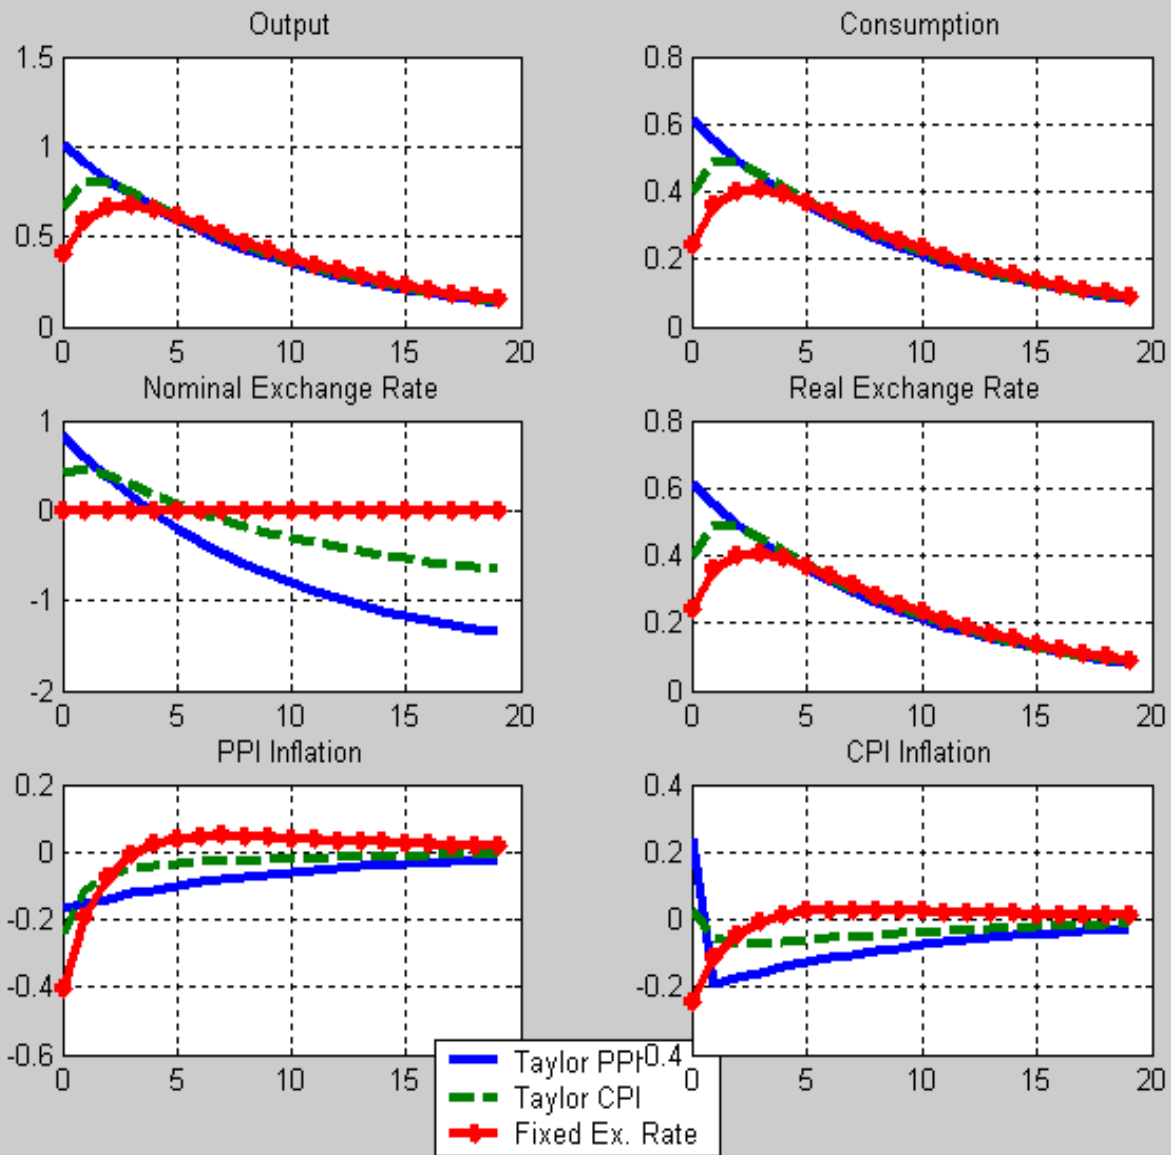 Output
Consumption
1.5
1
0.5
0
0 5 10 15 20
0.8
0.6
0.4
0.2
0
0 5 10 15 20
Nominal Exchange Rate
Real Exchange Rate
1
0
-1
-2
0 5 10 15 20
0.8
0.6
0.4
0.2
0
0 5 10 15 20
PPI Inflation
CPI Inflation
0.2
0
-0.2
-0.4
-0.6
0 5 10 15
0.4
0.2
0
-0.2
-0.4
0 5 10 15 20
Taylor PPI
Taylor CPI
Fixed Ex. Rate